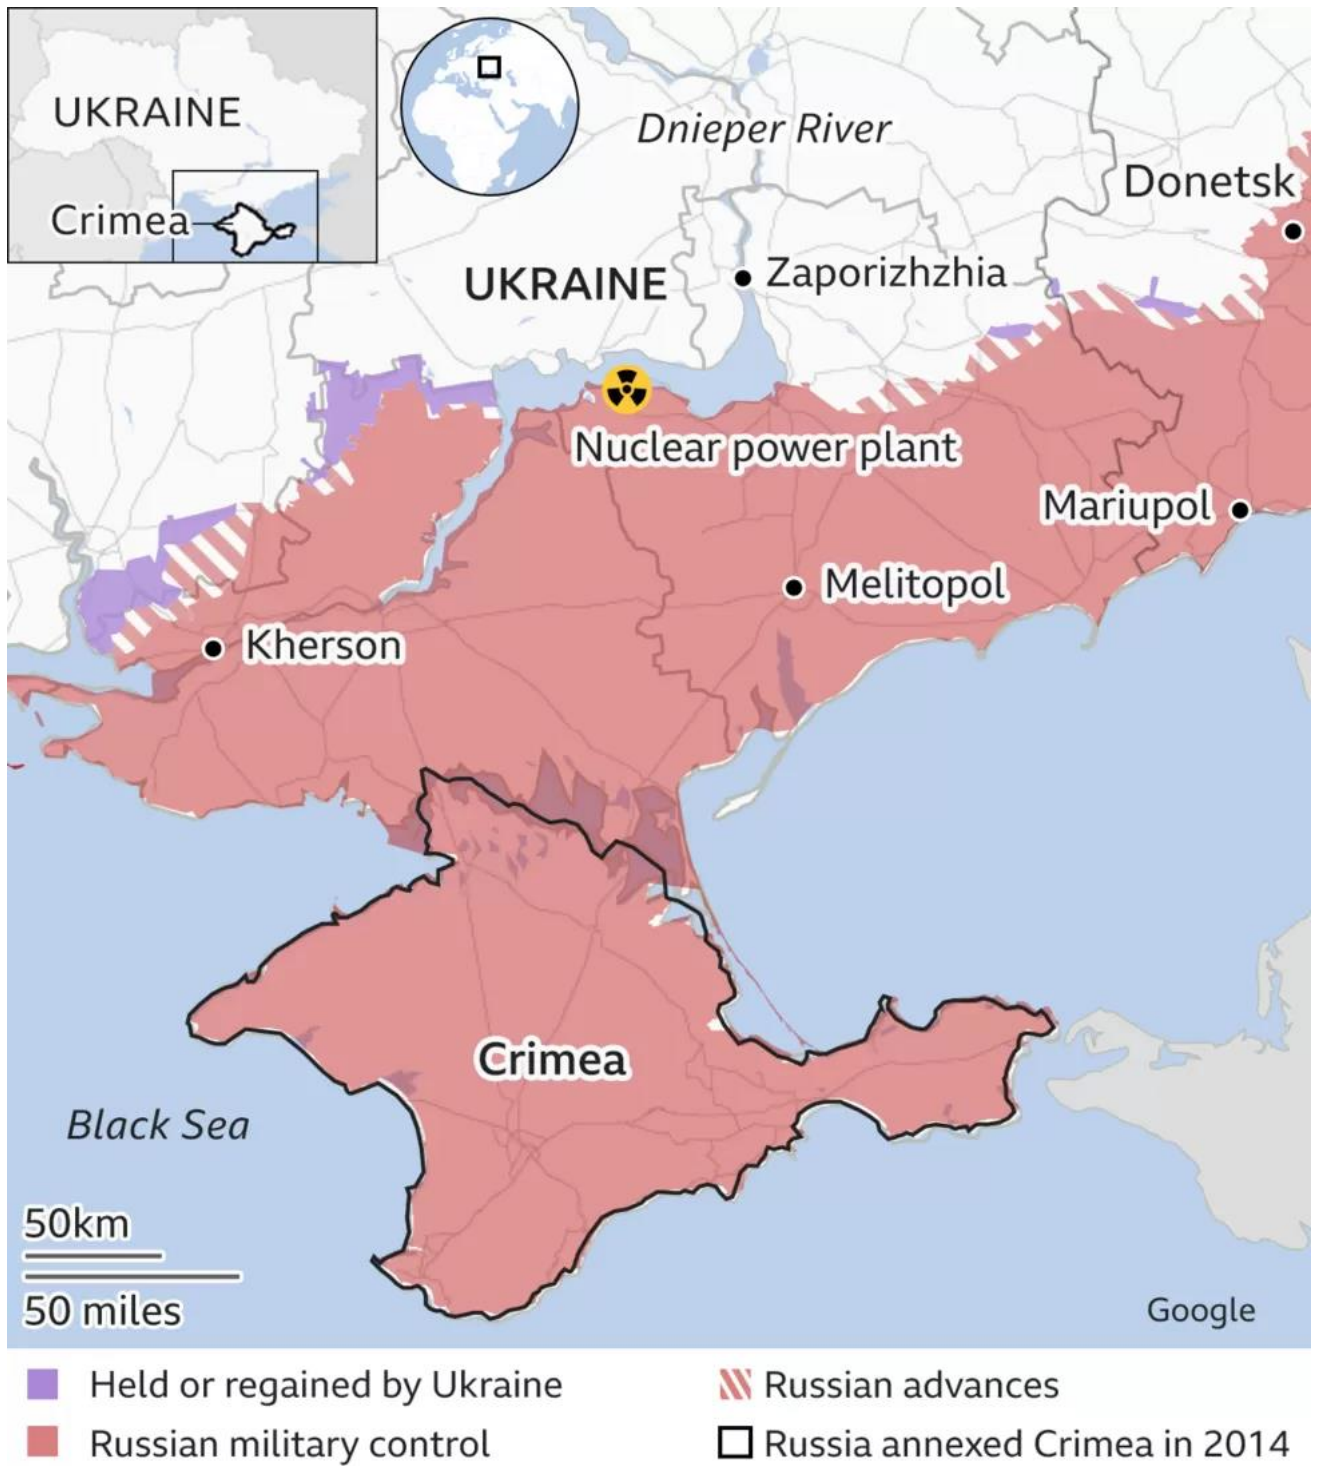 UKRAINE
Crimea
Dnieper River
Donetsk
UKRAINE
Zaporizhzhia
Nuclear power plant
Mariupol
Melitopol
Kherson
Crimea
Black Sea
50km
50 miles
Google
Held or regained by Ukraine
Russian advances
Russian military control
Russia annexed Crimea in 2014